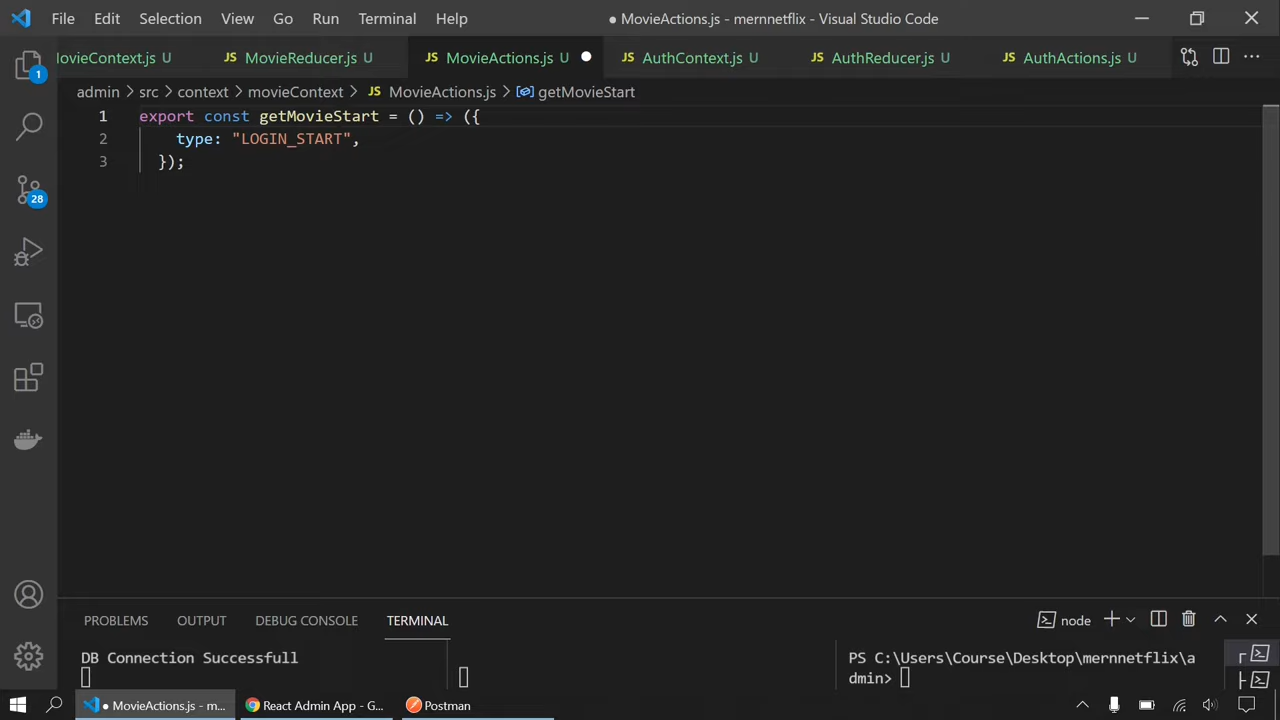 File Edit Selection View Go Run Terminal Help ● MovieActions.js - mernnetflix - Visual Studio Code
ovieContext.js U JS MovieReducer.js U JS MovieActions.js U ● JS AuthContext.js U JS AuthReducer.js U JS AuthActions.js U ···
1
admin > src > context > movieContext > JS MovieActions.js > getMovieStart
1 export const getMovieStart = () => ({
2 type: "LOGIN_START",
3 });
28
PROBLEMS OUTPUT DEBUG CONSOLE TERMINAL node
DB Connection Successfull
PS C:\Users\Course\Desktop\mernnetflix\a
dmin>
● MovieActions.js - m... React Admin App - G... Postman